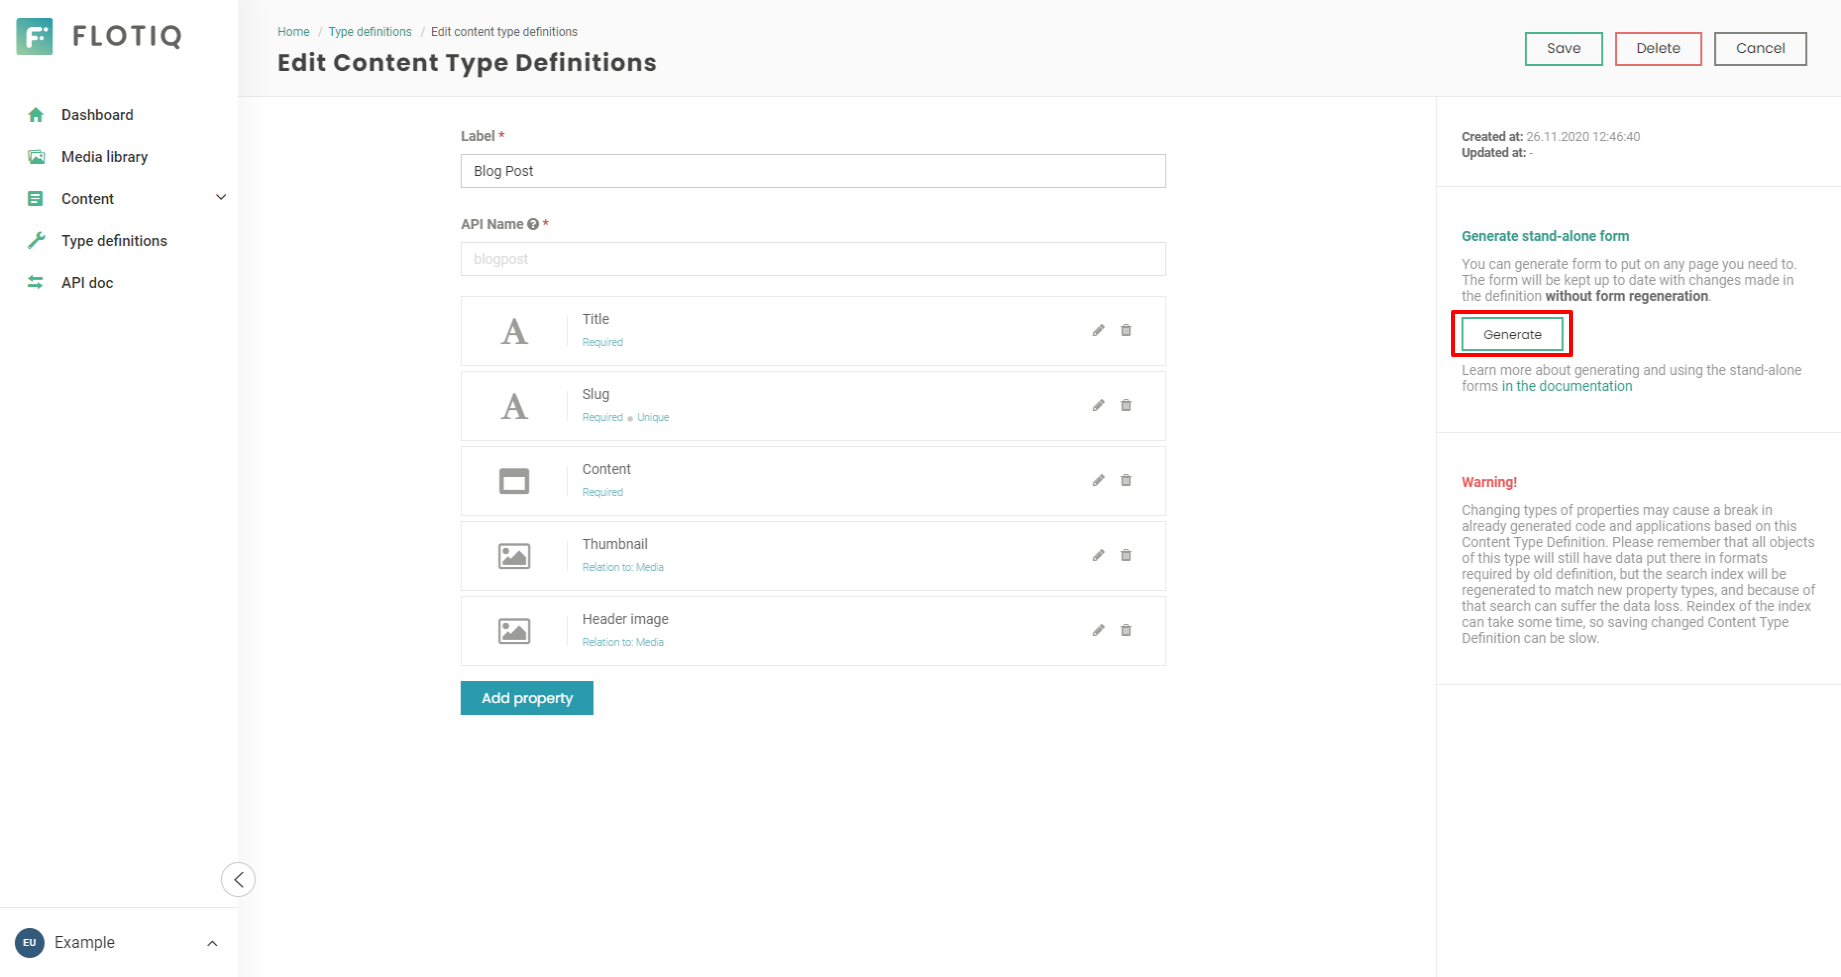 FLOTIQ
Dashboard
Media library
Content
Type definitions
API doc
EU Example
Home / Type definitions / Edit content type definitions
Edit Content Type Definitions
Save Delete Cancel
Label *
Blog Post
API Name ? *
blogpost
A Title
Required
A Slug
Required Unique
Content
Required
Thumbnail
Relation to: Media
Header image
Relation to: Media
Add property
Created at: 26.11.2020 12:46:40
Updated at: -
Generate stand-alone form
You can generate form to put on any page you need to.
The form will be kept up to date with changes made in
the definition without form regeneration.
Generate
Learn more about generating and using the stand-alone
forms in the documentation
Warning!
Changing types of properties may cause a break in
already generated code and applications based on this
Content Type Definition. Please remember that all objects
of this type will still have data put there in formats
required by old definition, but the search index will be
regenerated to match new property types, and because of
that search can suffer the data loss. Reindex of the index
can take some time, so saving changed Content Type
Definition can be slow.